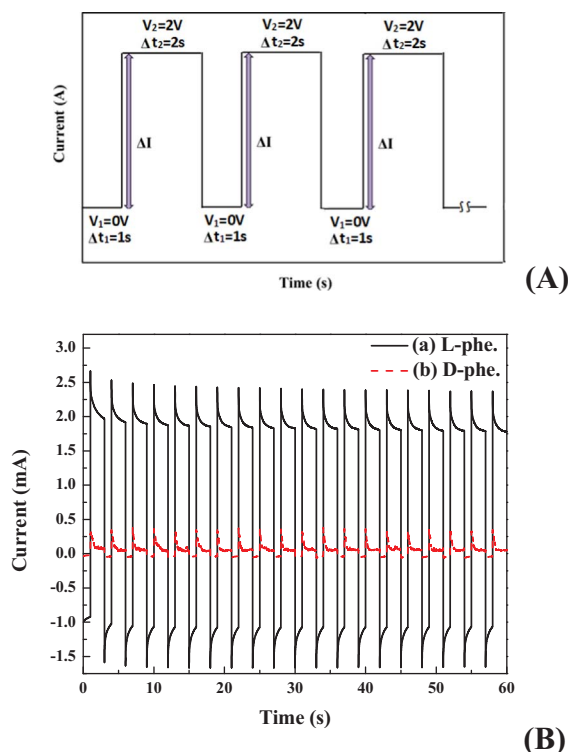 V₂=2V V₂=2V V₂=2V
Δt₂=2s Δt₂=2s Δt₂=2s
Current (A)
ΔI ΔI ΔI
V₁=0V V₁=0V V₁=0V
Δt₁=1s Δt₁=1s Δt₁=1s
Time (s)
(A)
(a) L-phe.
(b) D-phe.
Current (mA)
3.0
2.5
2.0
1.5
1.0
0.5
0.0
-0.5
-1.0
-1.5
0 10 20 30 40 50 60
Time (s)
(B)